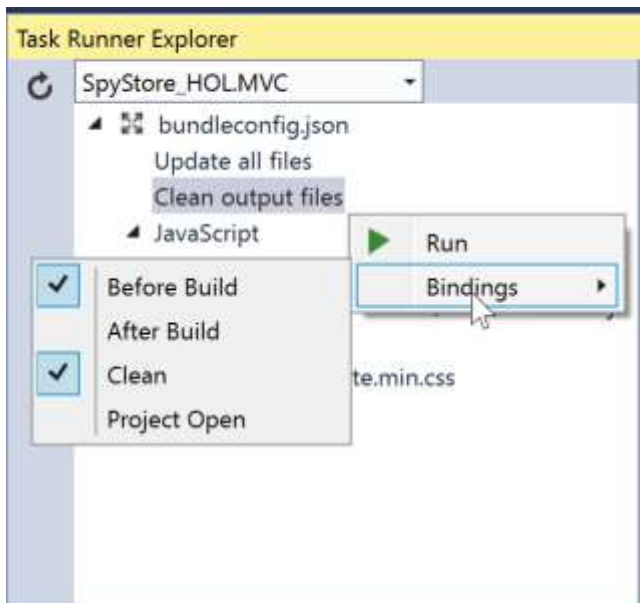 Task Runner Explorer
SpyStore_HOL.MVC
bundleconfig.json
Update all files
Clean output files
JavaScript
Run
Bindings
Before Build
After Build
Clean
Project Open
te.min.css